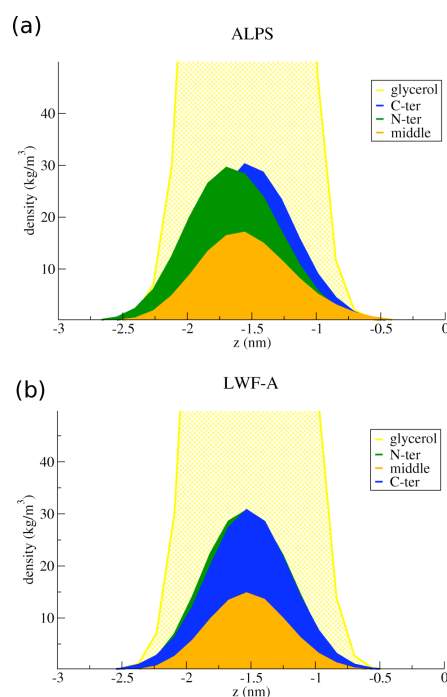 (a)
ALPS
glycerol
C-ter
N-ter
middle
density (kg/m³)
40
30
20
10
-3
-2.5
-2
-1.5
-1
-0.5
0
z (nm)
(b)
LWF-A
glycerol
N-ter
middle
C-ter
density (kg/m³)
40
30
20
10
-3
-2.5
-2
-1.5
-1
-0.5
0
z (nm)